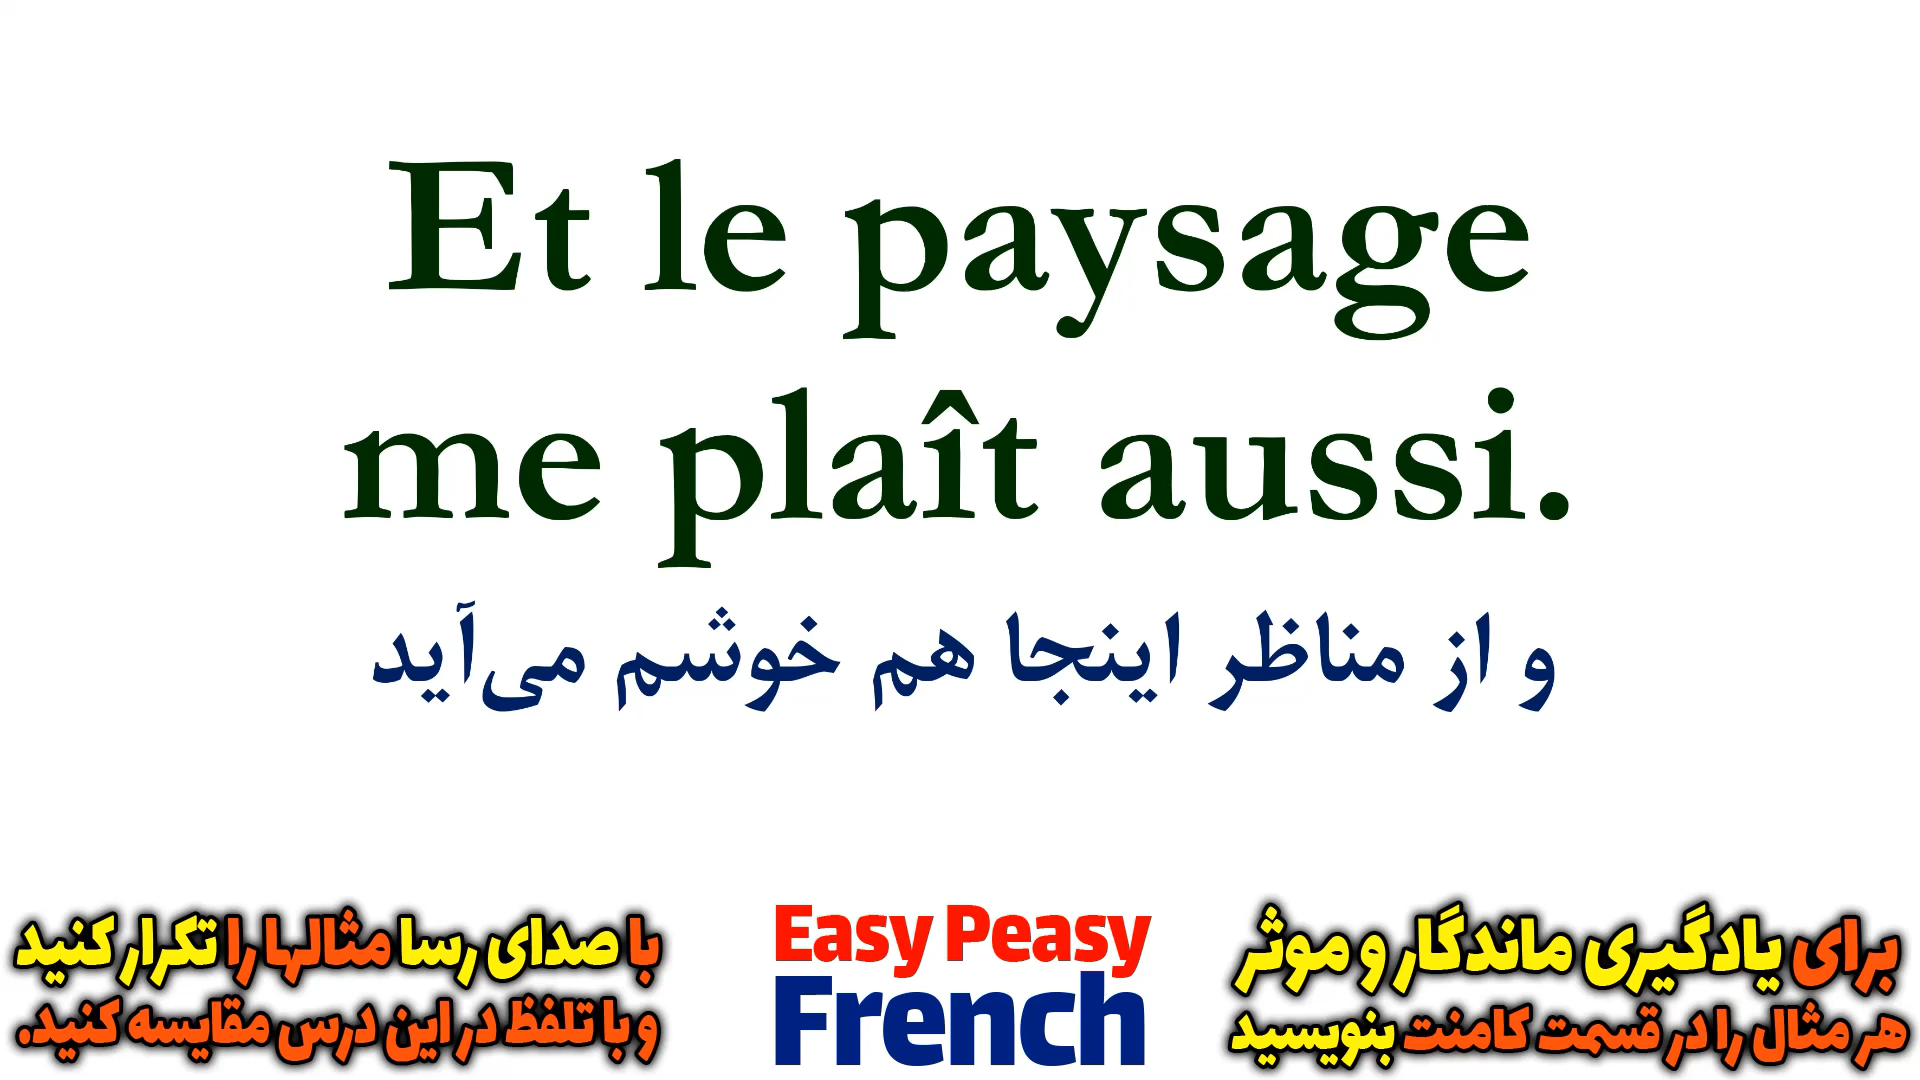 Et le paysage
me plaît aussi.
و از مناظر اینجا هم خوشم می‌آید
برای یادگیری ماندگار و موثر
هر مثال را در قسمت کامنت بنویسید
Easy Peasy
French
با صدای رسا مثالها را تکرار کنید
و با تلفظ در این درس مقایسه کنید.